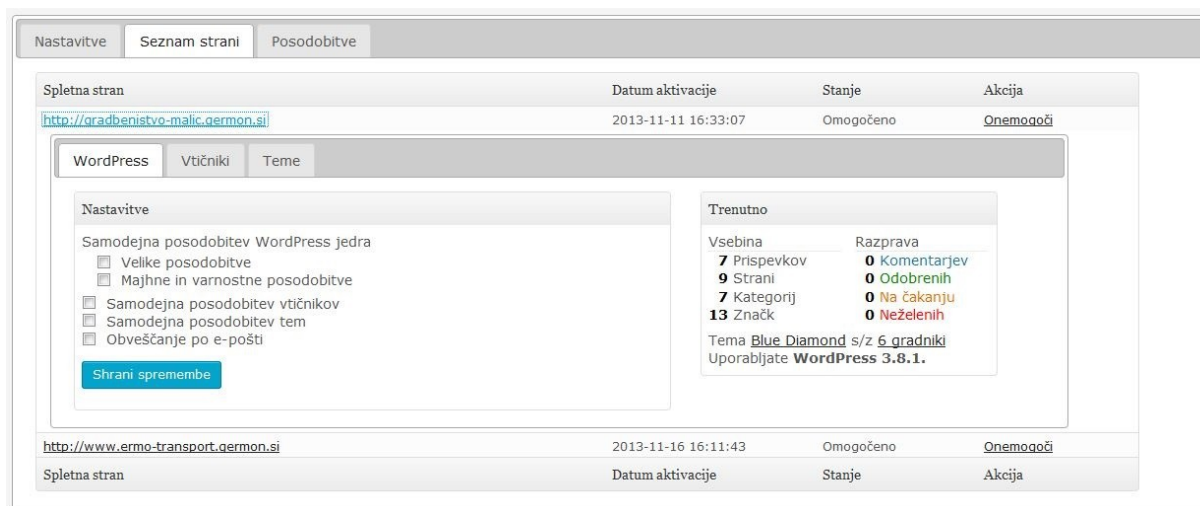 Nastavitve Seznam strani Posodobitve
Spletna stran Datum aktivacije Stanje Akcija
http://gradbenistvo-malic.germon.si 2013-11-11 16:33:07 Omogočeno Onemogoči
WordPress Vtičniki Teme
Nastavitve
Samodejna posodobitev WordPress jedra
Velike posodobitve
Majhne in varnostne posodobitve
Samodejna posodobitev vtičnikov
Samodejna posodobitev tem
Obveščanje po e-pošti
Shrani spremembe
Trenutno
Vsebina Razprava
7 Prispevkov 0 Komentarjev
9 Strani 0 Odobrenih
7 Kategorij 0 Na čakanju
13 Značk 0 Neželenih
Tema Blue Diamond s/z 6 gradniki
Uporabljate WordPress 3.8.1.
http://www.ermo-transport.germon.si 2013-11-16 16:11:43 Omogočeno Onemogoči
Spletna stran Datum aktivacije Stanje Akcija